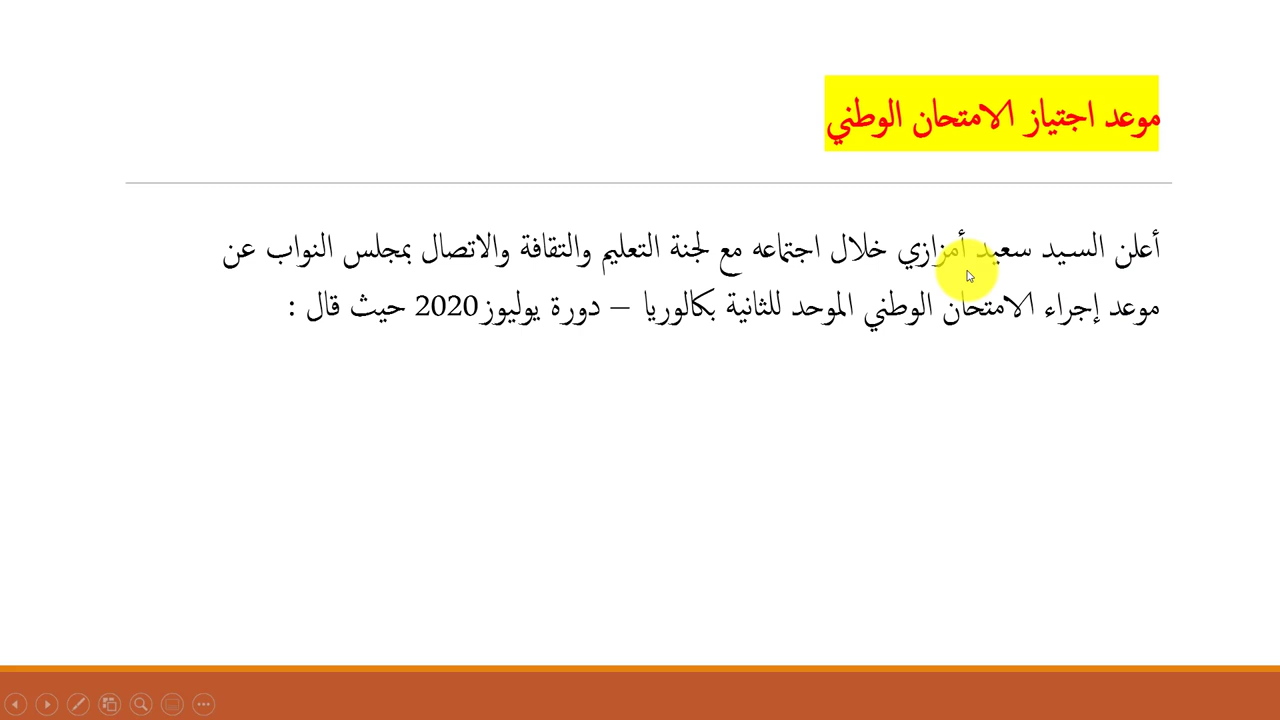 موعد اجتياز الامتحان الوطني
أعلن السيد سعيد أمزازي خلال اجتماعه مع لجنة التعليم والتقافة والاتصال بمجلس النواب عن
موعد إجراء الامتحان الوطني الموحد للثانية بكالوريا – دورة يوليوز2020 حيث قال :